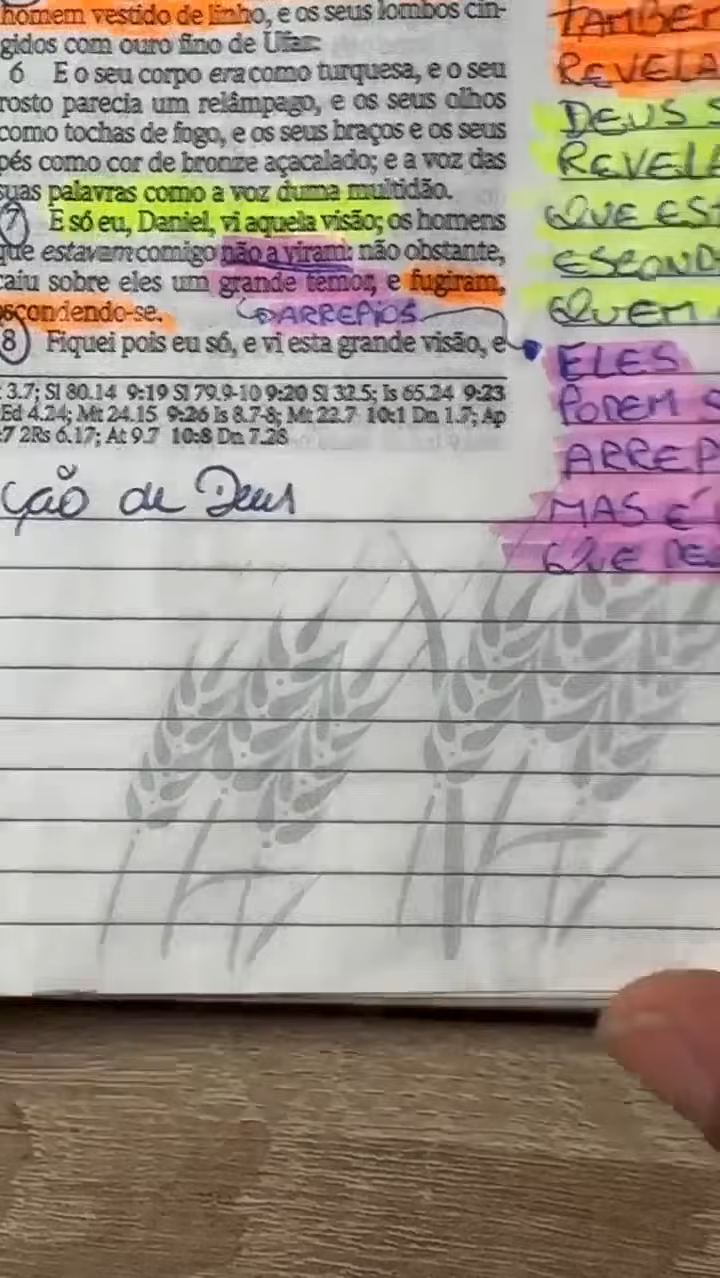 homem vestido de linho, e os seus lombos cin-
gidos com ouro fino de Ufaz:
6 E o seu corpo era como turquesa, e o seu
rosto parecia um relâmpago, e os seus olhos
como tochas de fogo, e os seus braços e os seus
pés como cor de bronze açacalado; e a voz das
suas palavras como a voz duma multidão.
7 E só eu, Daniel, vi aquela visão; os homens
que estavam comigo não a viram: não obstante,
caiu sobre eles um grande temor, e fugiram,
scondendo-se.
ARREPIOS
8 Fiquei pois eu só, e vi esta grande visão, e
3.7; Sl 80.14 9:19 Sl 79.9-10 9:20 Sl 32.5; Is 65.24 9:23
Ed 4.24; Mt 24.15 9:26 Is 8.7-8; Mt 22.7 10:1 Dn 1.7; Ap
7 2Rs 6.17; At 9.7 10:8 Dn 7.28
ção de Deus
TAMBÉM
REVELA
DEUS S
REVELA
QUE EST
ESCOND
QUEM
ELES
PODEM S
ARREP
MAS É
QUE DE